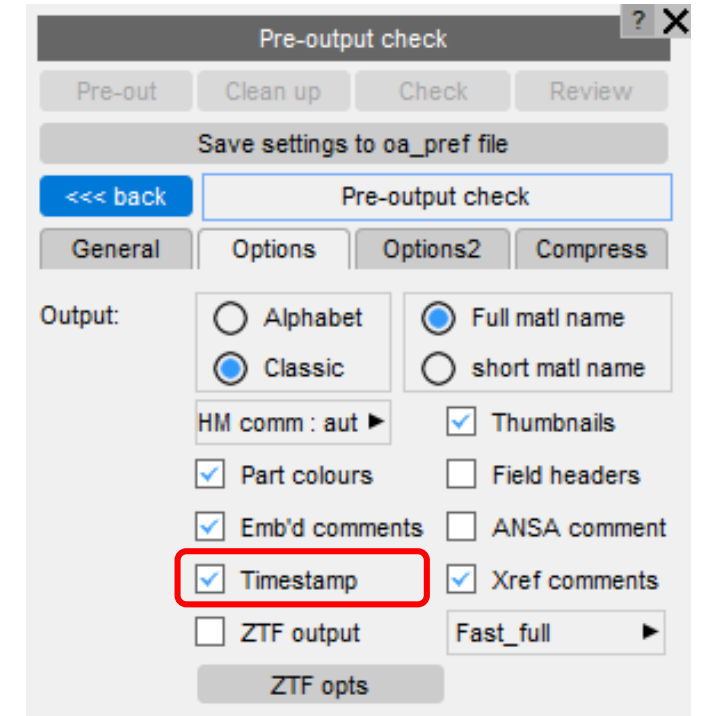 ?
Pre-output check
Pre-out Clean up Check Review
Save settings to oa_pref file
<<< back Pre-output check
General Options Options2 Compress
Output: Alphabet Full matl name
Classic short matl name
HM comm : aut Thumbnails
Part colours Field headers
Emb'd comments ANSA comment
Timestamp Xref comments
ZTF output Fast_full
ZTF opts